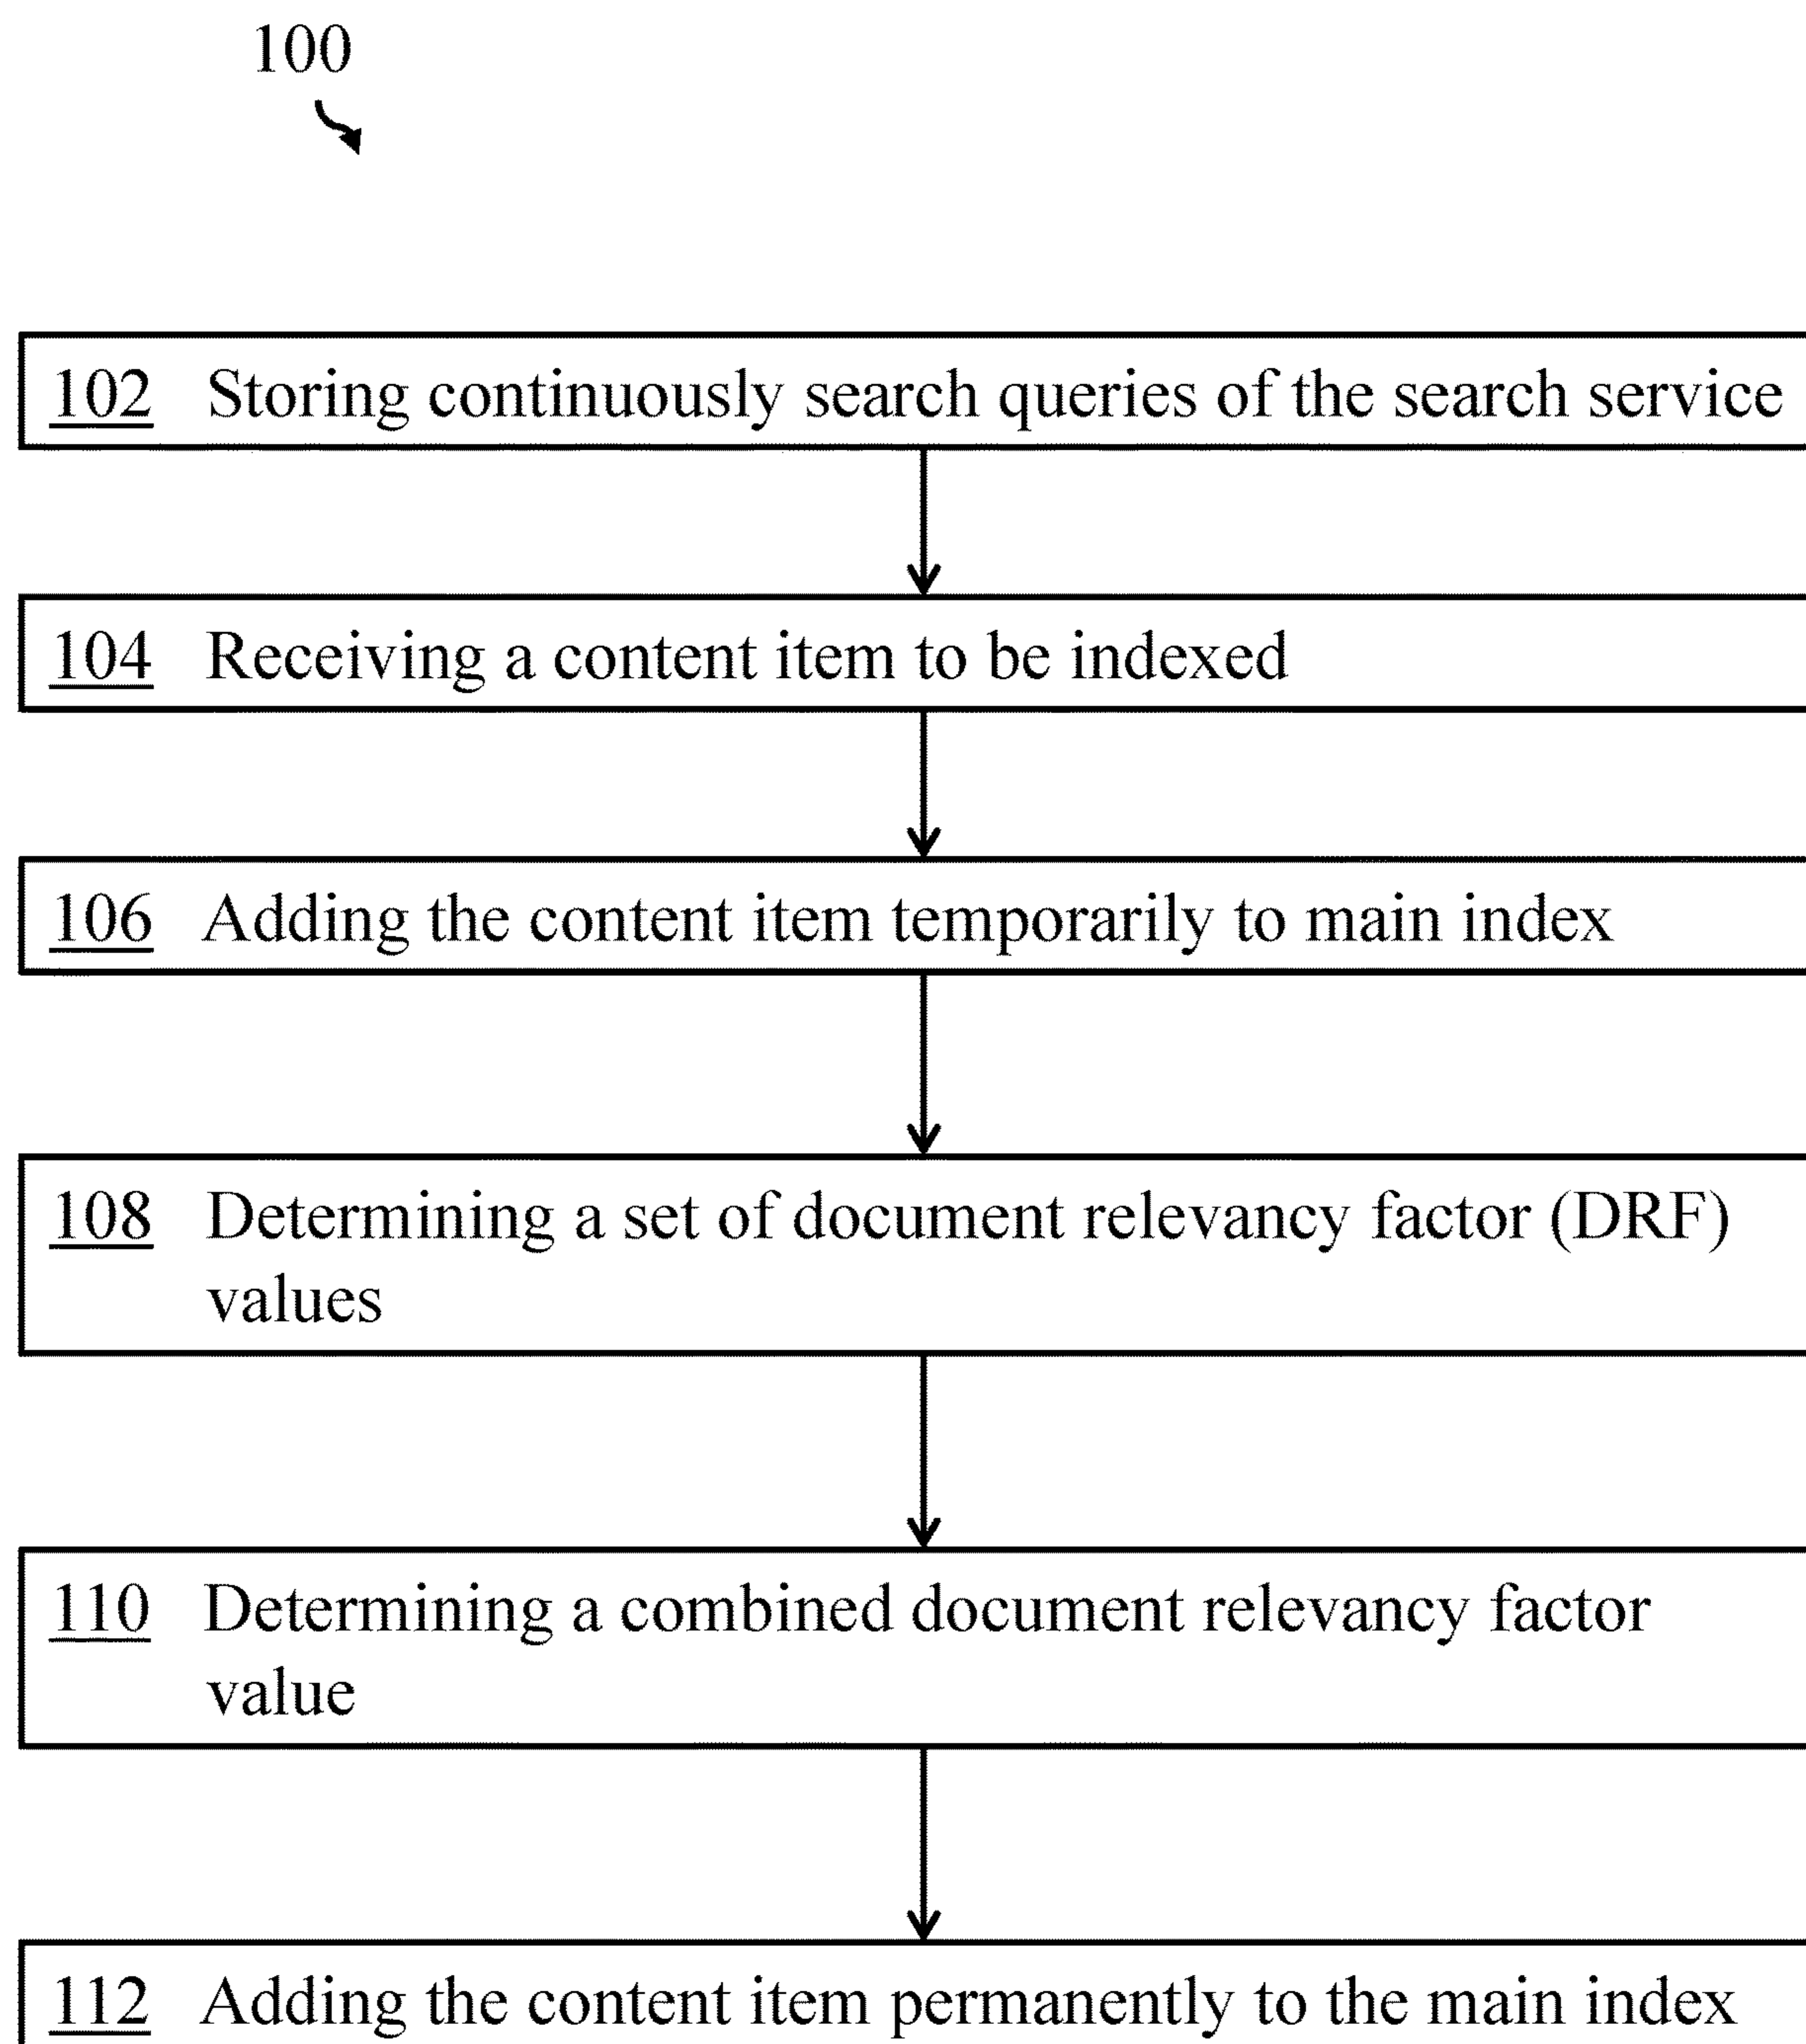 100
102 Storing continuously search queries of the search service
104 Receiving a content item to be indexed
106 Adding the content item temporarily to main index
108 Determining a set of document relevancy factor (DRF)
values
110 Determining a combined document relevancy factor
value
112 Adding the content item permanently to the main index